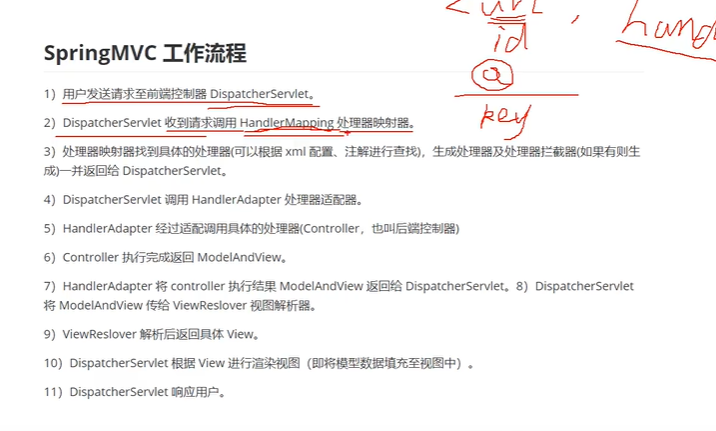 <url, hand
id
@
key
SpringMVC 工作流程
1）用户发送请求至前端控制器 DispatcherServlet。
2）DispatcherServlet 收到请求调用 HandlerMapping 处理器映射器。
3）处理器映射器找到具体的处理器(可以根据 xml 配置、注解进行查找)，生成处理器及处理器拦截器(如果有则生
成)一并返回给 DispatcherServlet。
4）DispatcherServlet 调用 HandlerAdapter 处理器适配器。
5）HandlerAdapter 经过适配调用具体的处理器(Controller，也叫后端控制器)
6）Controller 执行完成返回 ModelAndView。
7）HandlerAdapter 将 controller 执行结果 ModelAndView 返回给 DispatcherServlet。8）DispatcherServlet
将 ModelAndView 传给 ViewReslover 视图解析器。
9）ViewReslover 解析后返回具体 View。
10）DispatcherServlet 根据 View 进行渲染视图（即将模型数据填充至视图中）。
11）DispatcherServlet 响应用户。